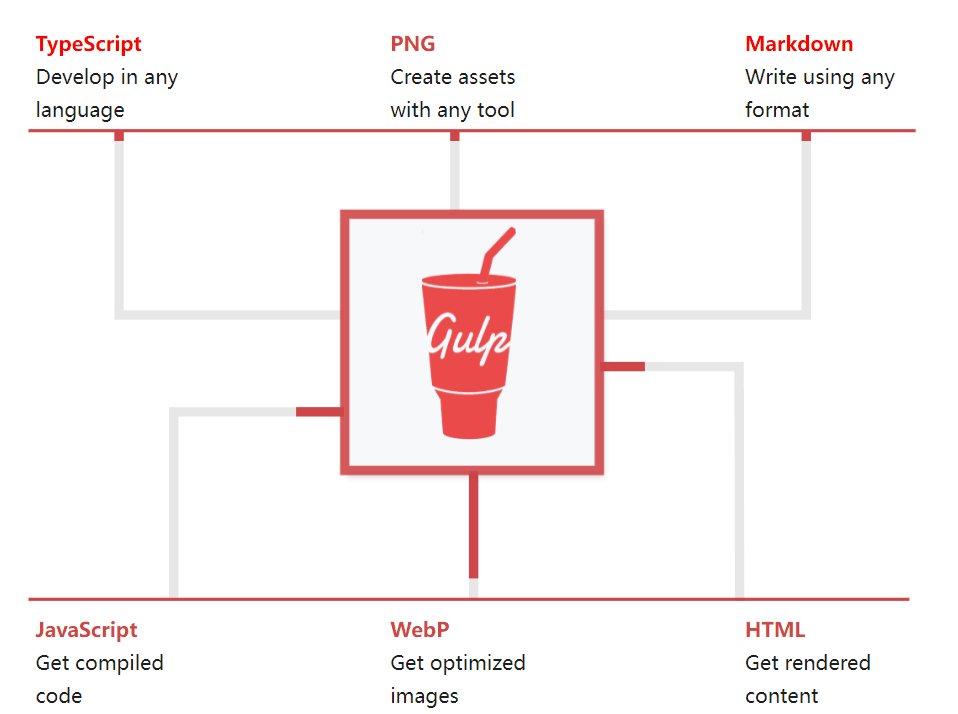 TypeScript
Develop in any
language
PNG
Create assets
with any tool
Markdown
Write using any
format
Gulp
JavaScript
Get compiled
code
WebP
Get optimized
images
HTML
Get rendered
content